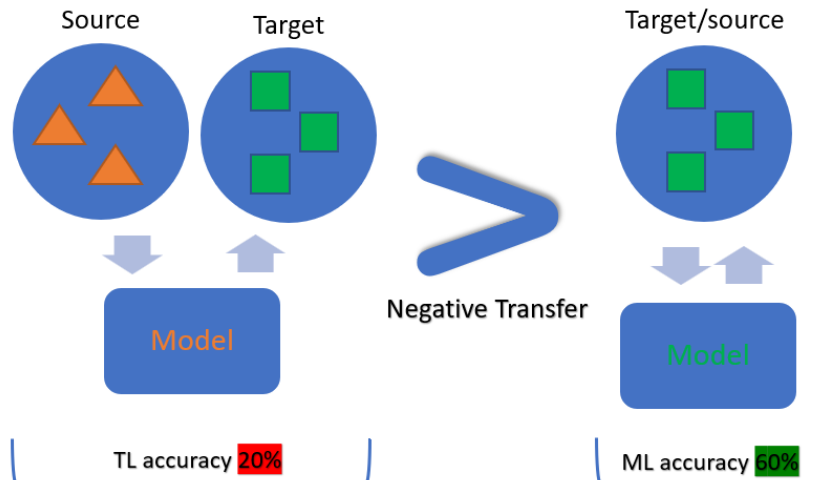 Source
Target
Target/source
Negative Transfer
Model
Model
TL accuracy 20%
ML accuracy 60%